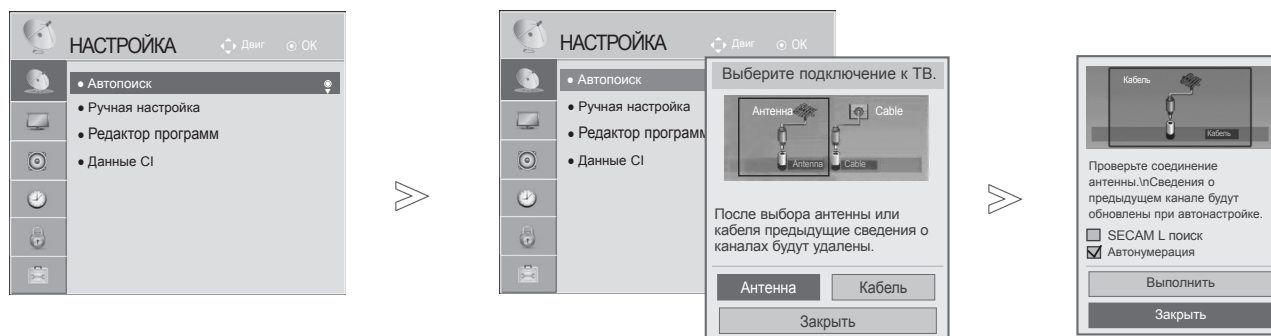 НАСТРОЙКА
Двиг
OK
Автопоиск
Ручная настройка
Редактор программ
Данные CI
НАСТРОЙКА
Двиг
OK
Автопоиск
Ручная настройка
Редактор программ
Данные CI
Выберите подключение к ТВ.
Антенна
Cable
Antenna
Cable
После выбора антенны или
кабеля предыдущие сведения о
каналах будут удалены.
Антенна
Кабель
Закрыть
Кабель
Кабель
Проверьте соединение
антенны.\nСведения о
предыдущем канале будут
обновлены при автонастройке.
SECAM L поиск
Автонумерация
Выполнить
Закрыть